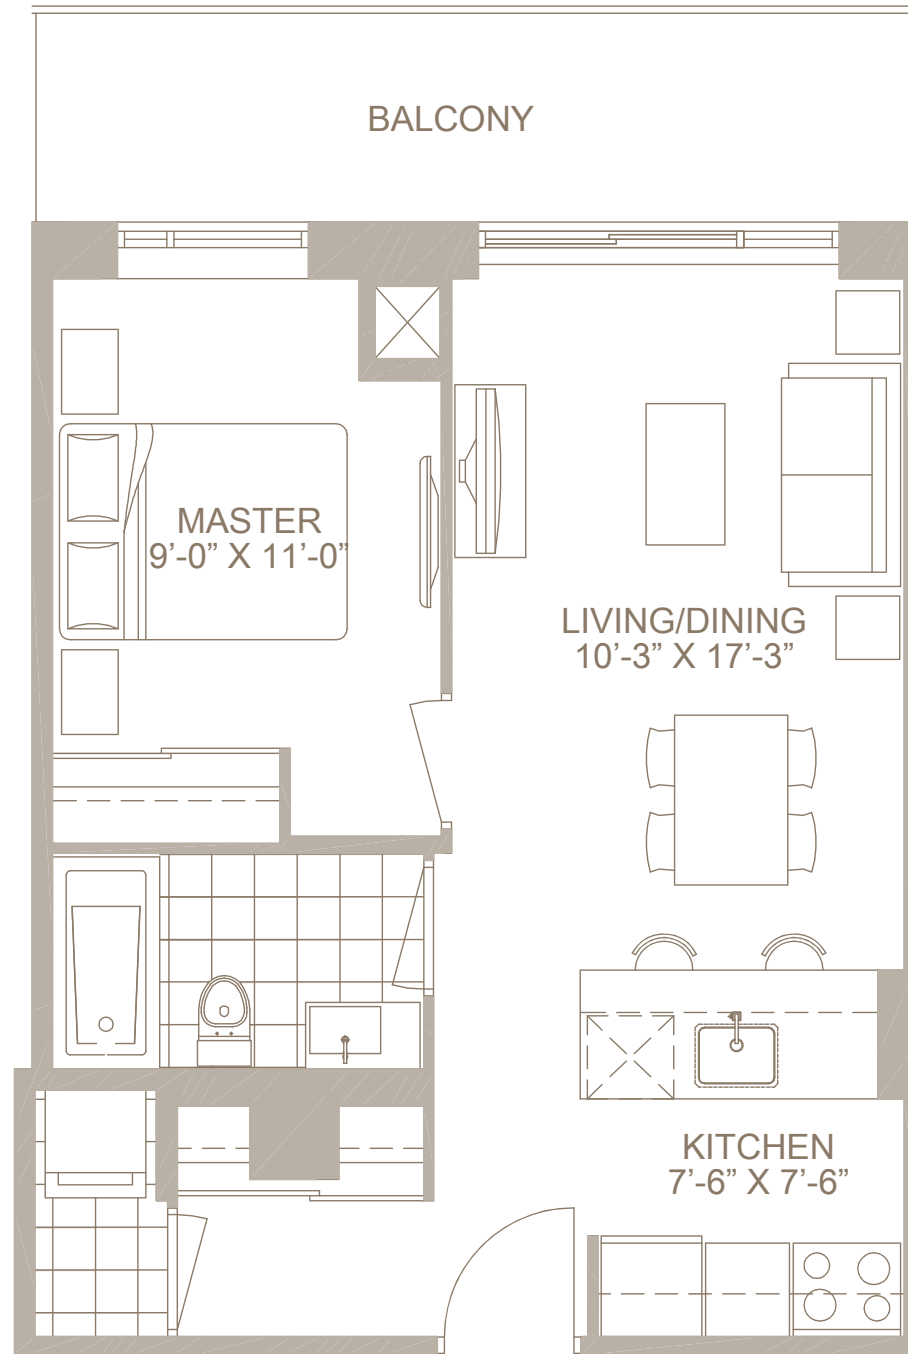 BALCONY
MASTER
9’-0” X 11’-0”
LIVING/DINING
10’-3” X 17’-3”
KITCHEN
7’-6” X 7’-6”